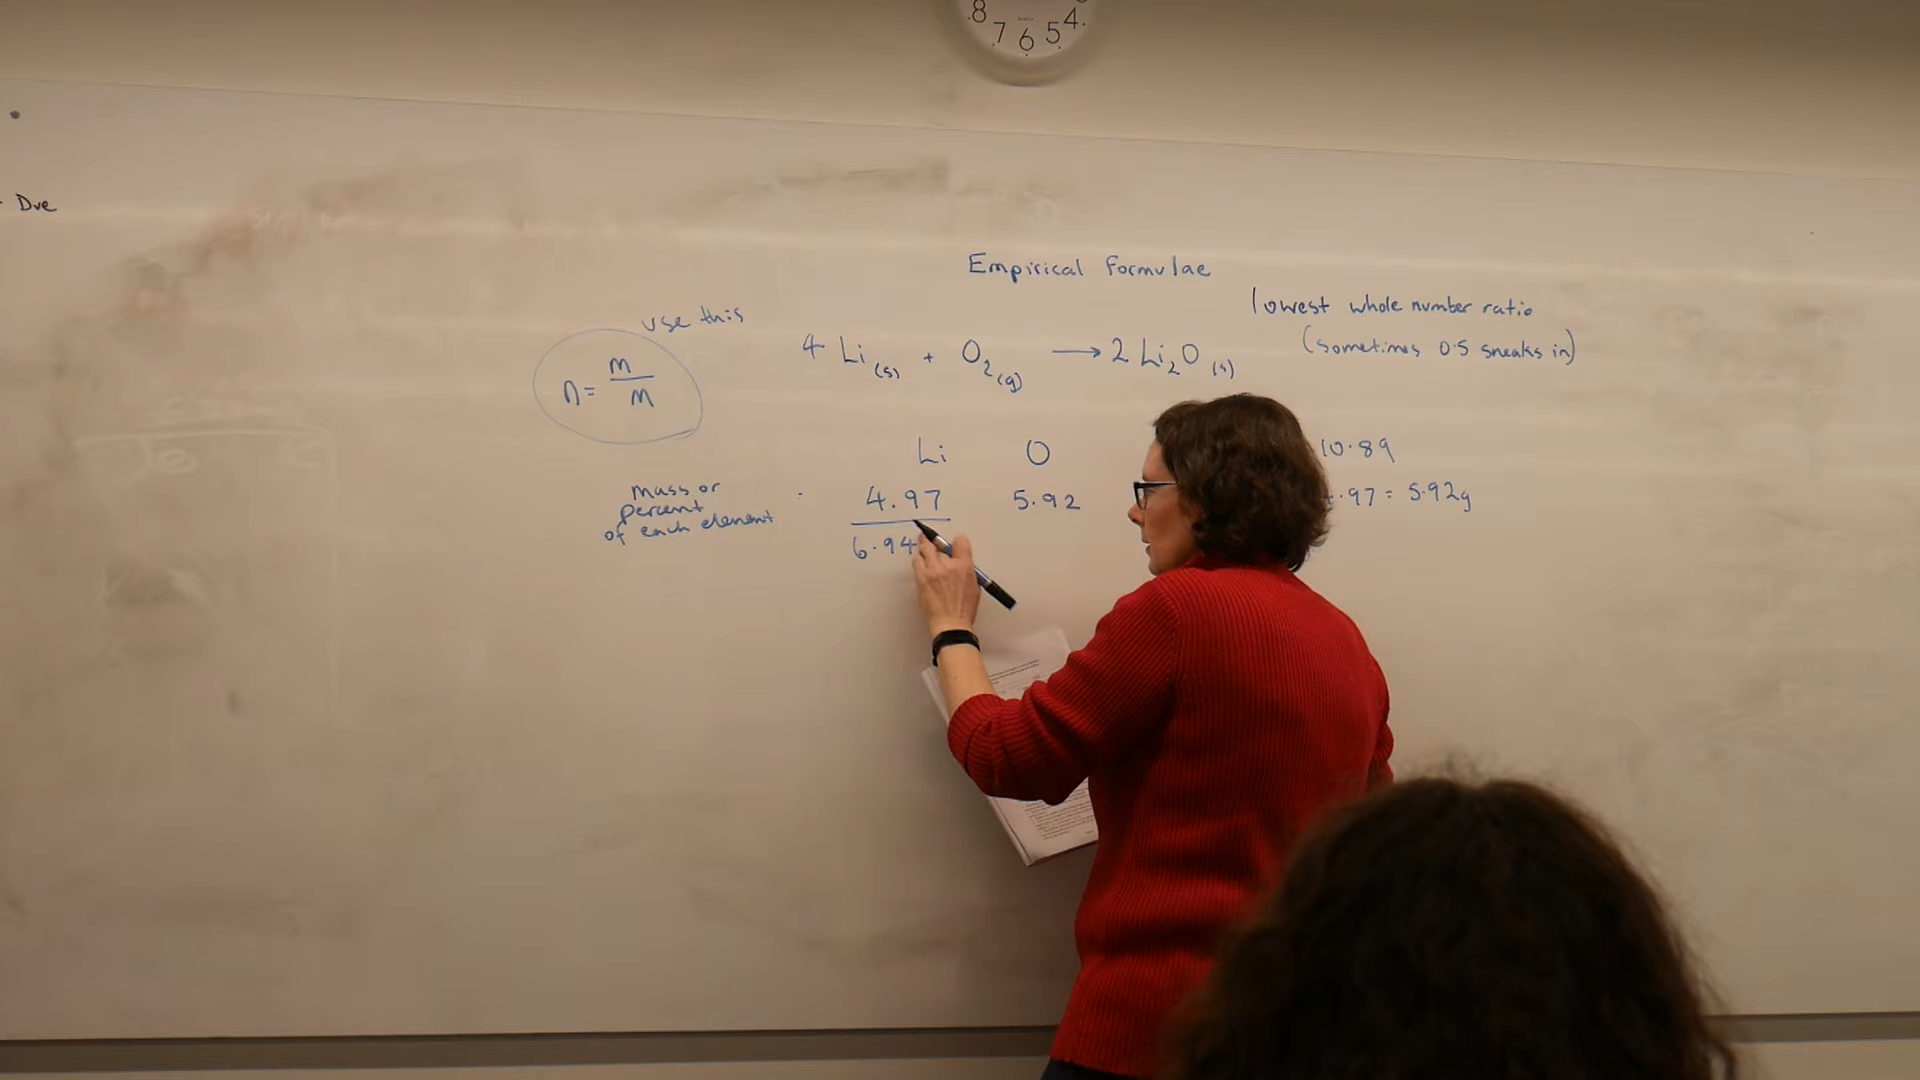 8 7 6 5 4
Due
Empirical formulae
lowest whole number ratio
(sometimes 0.5 sneaks in)
use this
n = m / M
4 Li (s) + O2 (g) → 2 Li2O (s)
Li O 10.89
mass or
percent
of each element
4.97 5.92 .97 = 5.92g
6.94